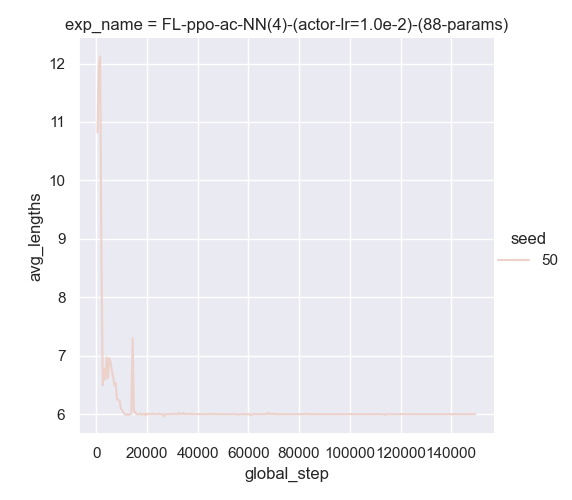 exp_name = FL-ppo-ac-NN(4)-(actor-lr=1.0e-2)-(88-params)
12
11
10
9
8
7
6
avg_lengths
0 20000 40000 60000 80000 100000 120000 140000
global_step
seed
50